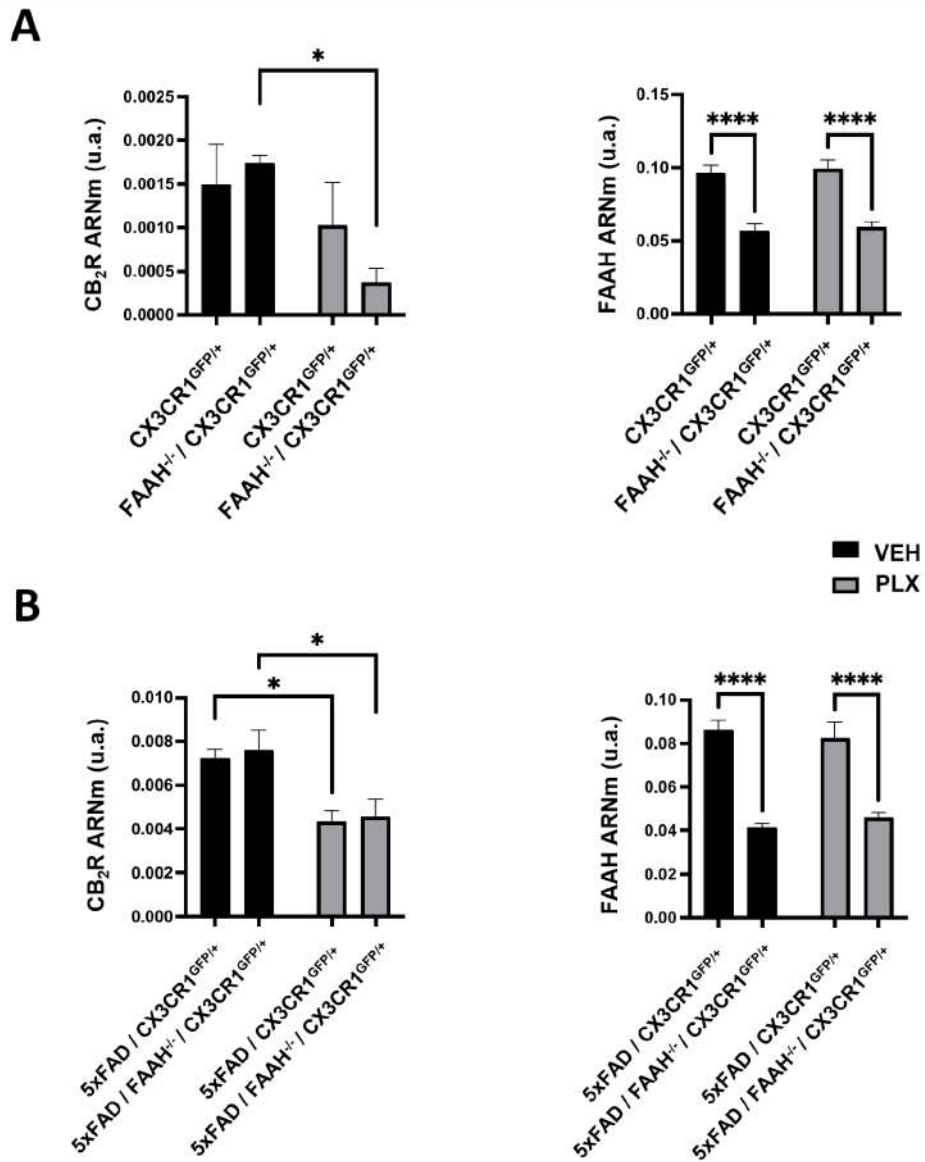 A
*
CB₂R ARNm (u.a.)
0.0025
0.0020
0.0015
0.0010
0.0005
0.0000
CX3CR1ᴳᶠᴾ/⁺
FAAH⁻/⁻ / CX3CR1ᴳᶠᴾ/⁺
CX3CR1ᴳᶠᴾ/⁺
FAAH⁻/⁻ / CX3CR1ᴳᶠᴾ/⁺
**** ****
FAAH ARNm (u.a.)
0.15
0.10
0.05
0.00
CX3CR1ᴳᶠᴾ/⁺
FAAH⁻/⁻ / CX3CR1ᴳᶠᴾ/⁺
CX3CR1ᴳᶠᴾ/⁺
FAAH⁻/⁻ / CX3CR1ᴳᶠᴾ/⁺
VEH
PLX
B
*
*
CB₂R ARNm (u.a.)
0.010
0.008
0.006
0.004
0.002
0.000
5xFAD / CX3CR1ᴳᶠᴾ/⁺
5xFAD / FAAH⁻/⁻ / CX3CR1ᴳᶠᴾ/⁺
5xFAD / CX3CR1ᴳᶠᴾ/⁺
5xFAD / FAAH⁻/⁻ / CX3CR1ᴳᶠᴾ/⁺
**** ****
FAAH ARNm (u.a.)
0.10
0.08
0.06
0.04
0.02
0.00
5xFAD / CX3CR1ᴳᶠᴾ/⁺
5xFAD / FAAH⁻/⁻ / CX3CR1ᴳᶠᴾ/⁺
5xFAD / CX3CR1ᴳᶠᴾ/⁺
5xFAD / FAAH⁻/⁻ / CX3CR1ᴳᶠᴾ/⁺